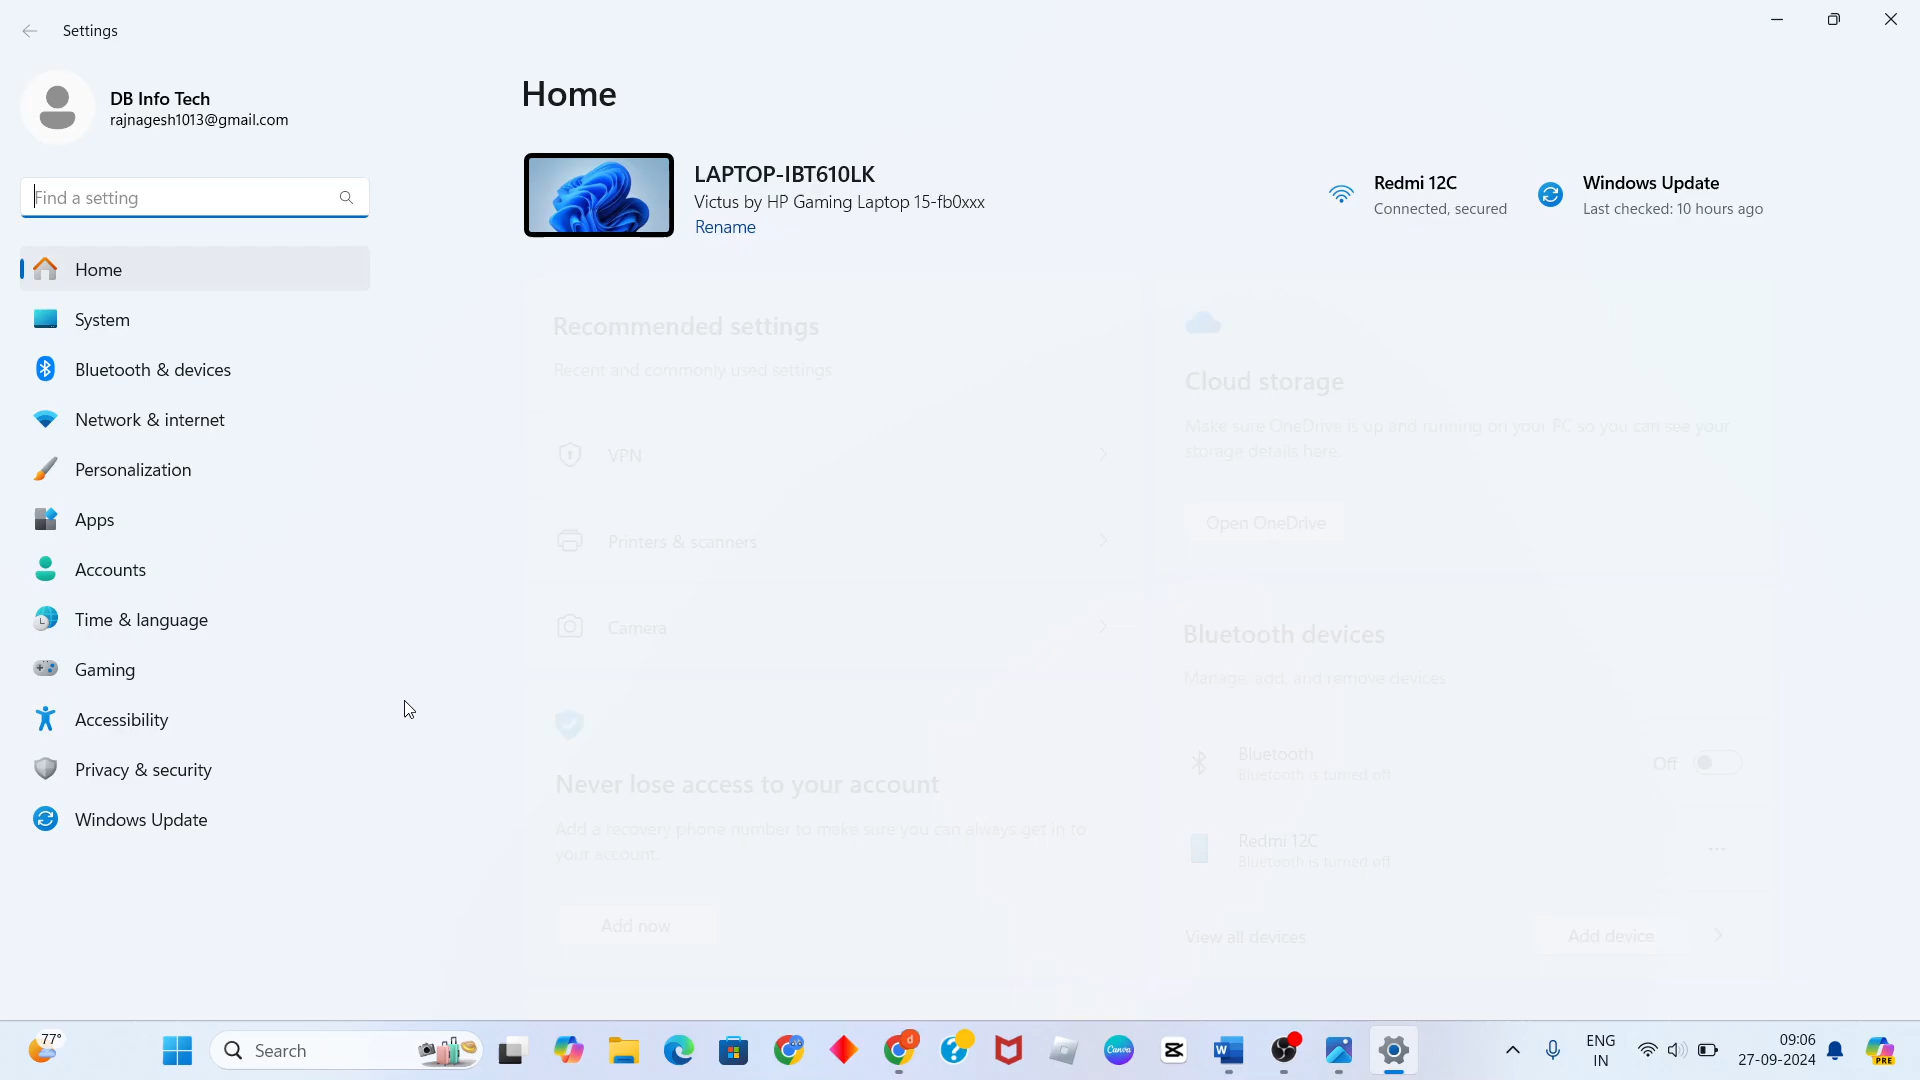 Settings
DB Info Tech
rajnagesh1013@gmail.com
Find a setting
Home
System
Bluetooth & devices
Network & internet
Personalization
Apps
Accounts
Time & language
Gaming
Accessibility
Privacy & security
Windows Update
Home
LAPTOP-IBT610LK
Victus by HP Gaming Laptop 15-fb0xxx
Rename
Redmi 12C
Connected, secured
Windows Update
Last checked: 10 hours ago
Recommended settings
Recent and commonly used settings
VPN
Printers & scanners
Camera
Never lose access to your account
Add a recovery phone number to make sure you can always get in to
your account.
Add now
Cloud storage
Make sure OneDrive is up and running on your PC so you can see your
storage details here.
Open OneDrive
Bluetooth devices
Manage, add, and remove devices
Bluetooth
Bluetooth is turned off
Off
Redmi 12C
Bluetooth is turned off
View all devices
Add device
77°
Search
d
Canva
ENG
IN
09:06
27-09-2024
PRE